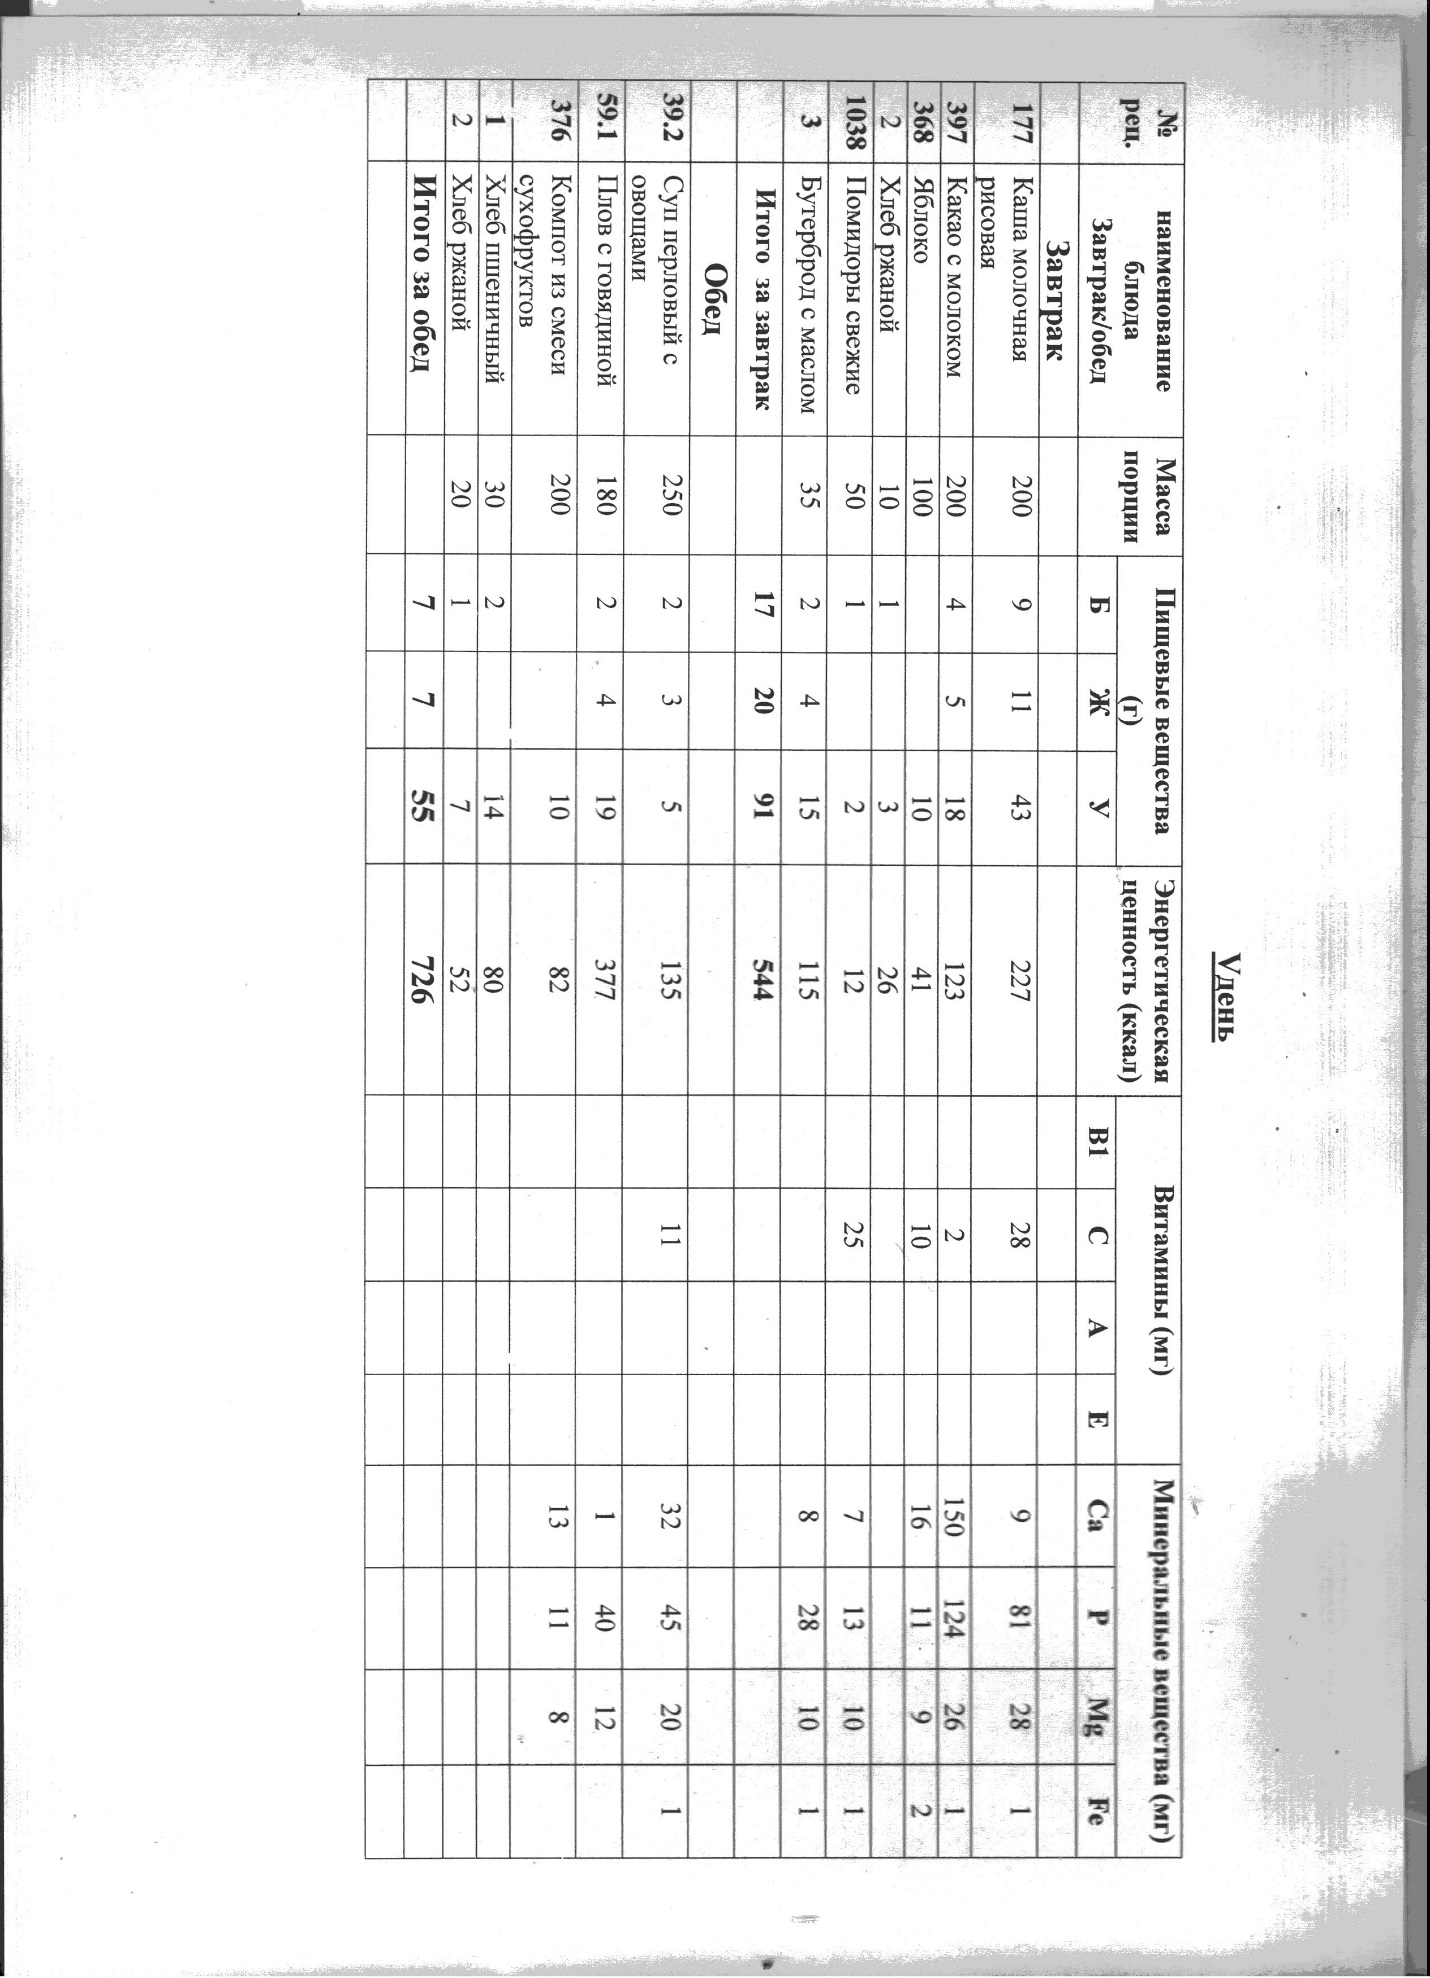 Vдень
№ рец. наименование блюда Завтрак/обед Масса порции Пищевые вещества (г) Энергетическая ценность (ккал) Витамины (мг) Минеральные вещества (мг)
Б Ж У В1 С А Е Са Р Mg Fe
Завтрак
177 Каша молочная рисовая 200 9 11 43 227 28 9 81 28 1
397 Какао с молоком 200 4 5 18 123 2 150 124 26 1
368 Яблоко 100 10 41 10 16 11 9 2
2 Хлеб ржаной 10 1 3 26
1038 Помидоры свежие 50 1 2 12 25 7 13 10 1
3 Бутерброд с маслом 35 2 4 15 115 8 28 10 1
Итого за завтрак 17 20 91 544
Обед
39.2 Суп перловый с овощами 250 2 3 5 135 11 32 45 20 1
59.1 Плов с говядиной 180 2 4 19 377 1 40 12
376 Компот из смеси сухофруктов 200 10 82 13 11 8
1 Хлеб пшеничный 30 2 14 80
2 Хлеб ржаной 20 1 7 52
Итого за обед 7 7 55 726